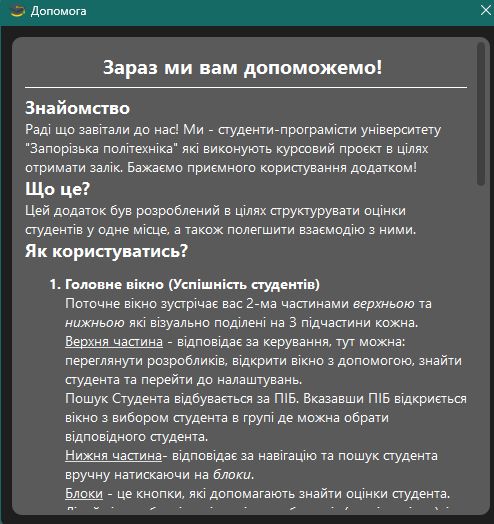 Допомога
Зараз ми вам допоможемо!
Знайомство
Раді що завітали до нас! Ми - студенти-програмісти університету
"Запорізька політехніка" які виконують курсовий проєкт в цілях
отримати залік. Бажаємо приємного користування додатком!
Що це?
Цей додаток був розроблений в цілях структурувати оцінки
студентів у одне місце, а також полегшити взаємодію з ними.
Як користуватись?
1. Головне вікно (Успішність студентів)
Поточне вікно зустрічає вас 2-ма частинами верхньою та
нижньою які візуально поділені на 3 підчастини кожна.
Верхня частина - відповідає за керування, тут можна:
переглянути розробликів, відкрити вікно з допомогою, знайти
студента та перейти до налаштувань.
Пошук Студента відбувається за ПІБ. Вказавши ПІБ відкриється
вікно з вибором студента в групі де можна обрати
відповідного студента.
Нижня частина- відповідає за навігацію та пошук студента
вручну натискаючи на блоки.
Блоки - це кнопки, які допомагають знайти оцінки студента.